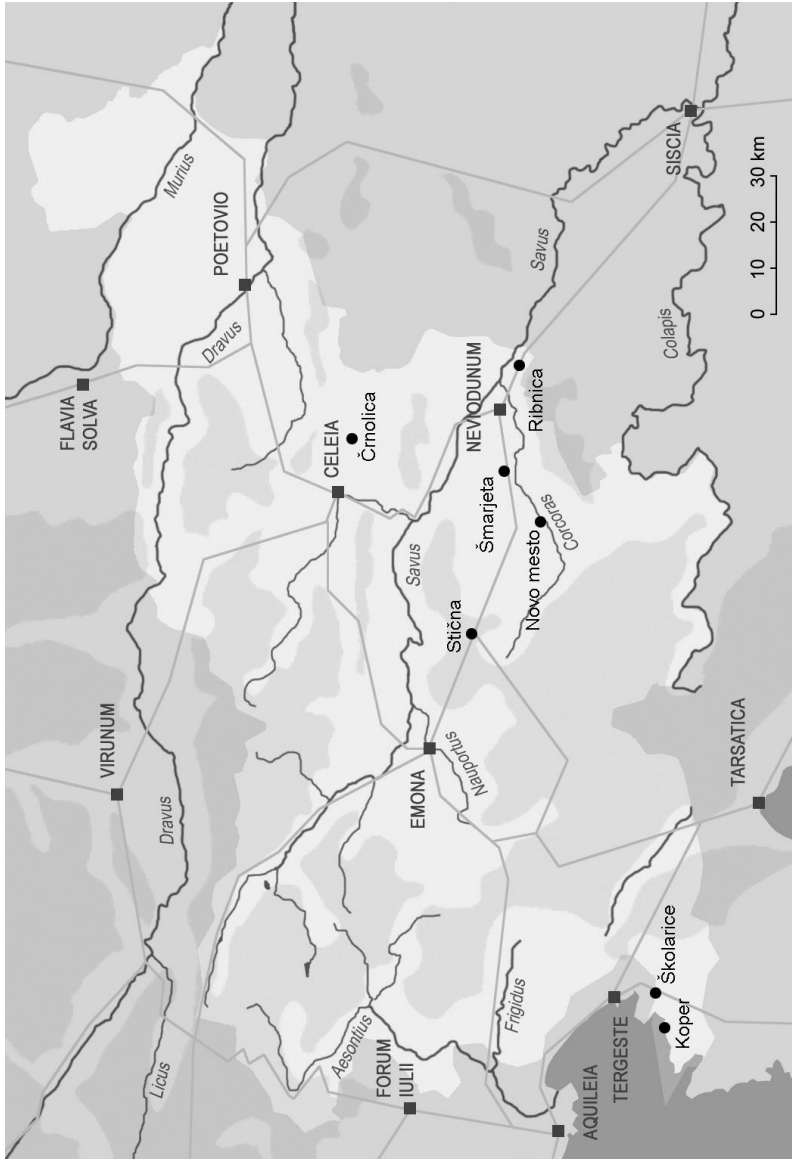 Murius
POETOVIO
Dravus
FLAVIA
SOLVA
SISCIA
30 km
20
10
0
Savus
Colapis
NEVIODUNUM
Ribnica
CELEIA
Črnolica
Šmarjeta
Corcoras
Novo mesto
Savus
Stična
VIRUNUM
Dravus
EMONA
Nauportus
TARSATICA
Licus
Aesontius
FORUM
IULII
Frigidus
AQUILEIA
TERGESTE
Školarice
Koper